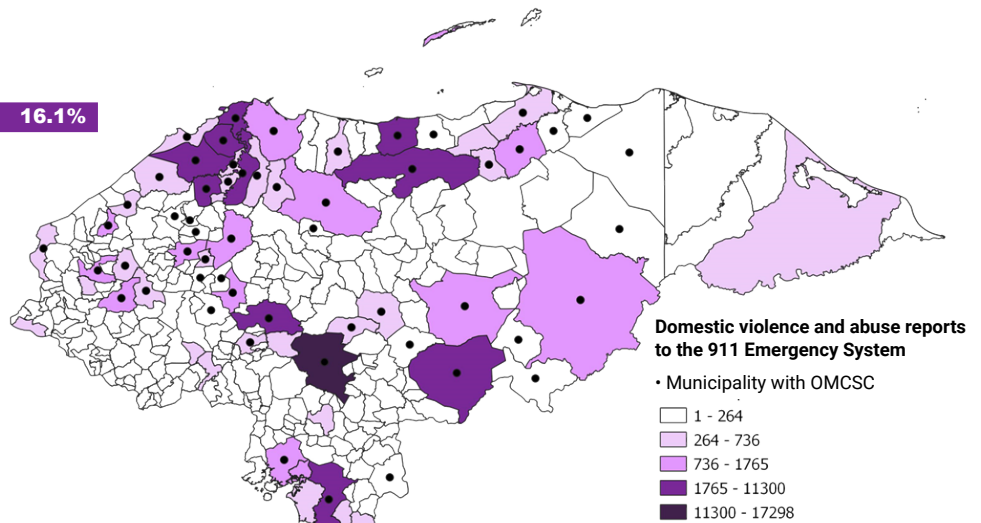 16.1%
Domestic violence and abuse reports
to the 911 Emergency System
• Municipality with OMCSC
1 - 264
264 - 736
736 - 1765
1765 - 11300
11300 - 17298